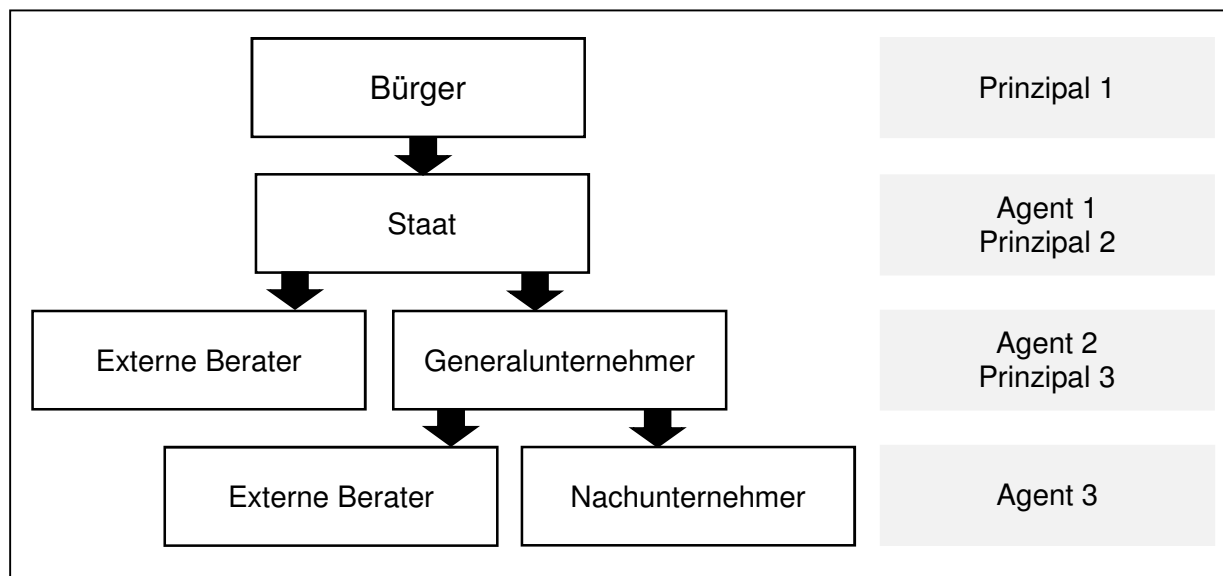 Bürger
Prinzipal 1
Staat
Agent 1
Prinzipal 2
Externe Berater
Generalunternehmer
Agent 2
Prinzipal 3
Externe Berater
Nachunternehmer
Agent 3